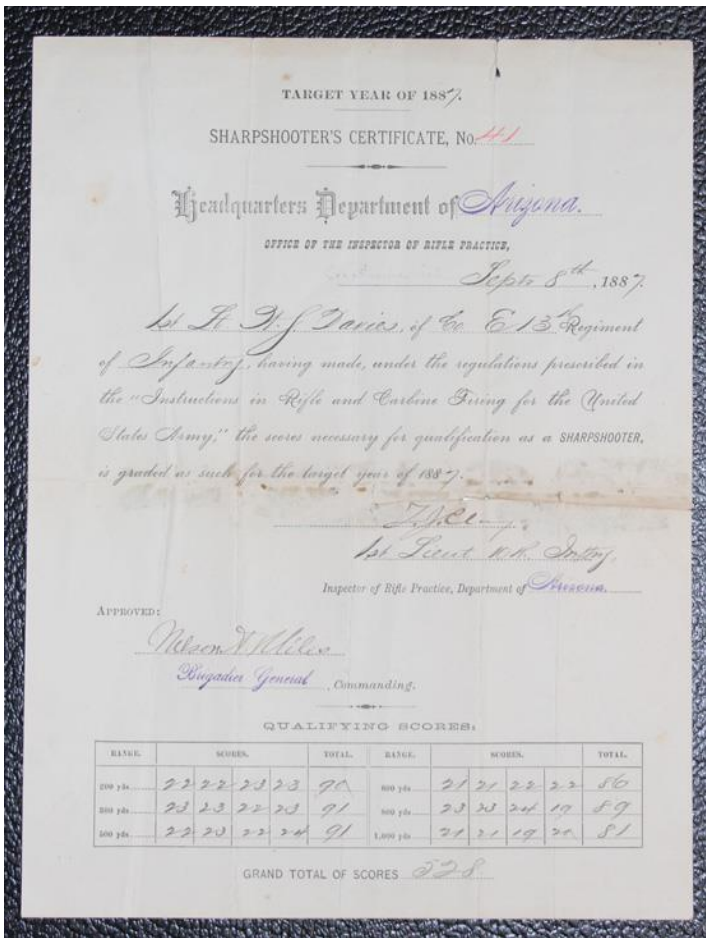 TARGET YEAR OF 1887.
SHARPSHOOTER'S CERTIFICATE, No. 41
Headquarters Department of Arizona.
OFFICE OF THE INSPECTOR OF RIFLE PRACTICE,
Sept 8th, 1887.
1st Lt. Davies, of Co E 13th Regiment
of Infantry, having made, under the regulations prescribed in
the "Instructions in Rifle and Carbine Firing for the United
States Army," the scores necessary for qualification as a SHARPSHOOTER,
is graded as such for the target year of 1887.
1st Lieut
Inspector of Rifle Practice, Department of Arizona.
APPROVED:
Nelson A. Miles
Brigadier General, Commanding.
QUALIFYING SCORES:
RANGE. SCORES. TOTAL. RANGE. SCORES. TOTAL.
200 yds. 22 22 23 23 90 600 yds. 21 21 22 22 86
300 yds. 23 23 22 23 91 23 23 24 19 89
500 yds. 22 23 22 24 91 1,000 yds. 21 21 19 20 81
GRAND TOTAL OF SCORES 528